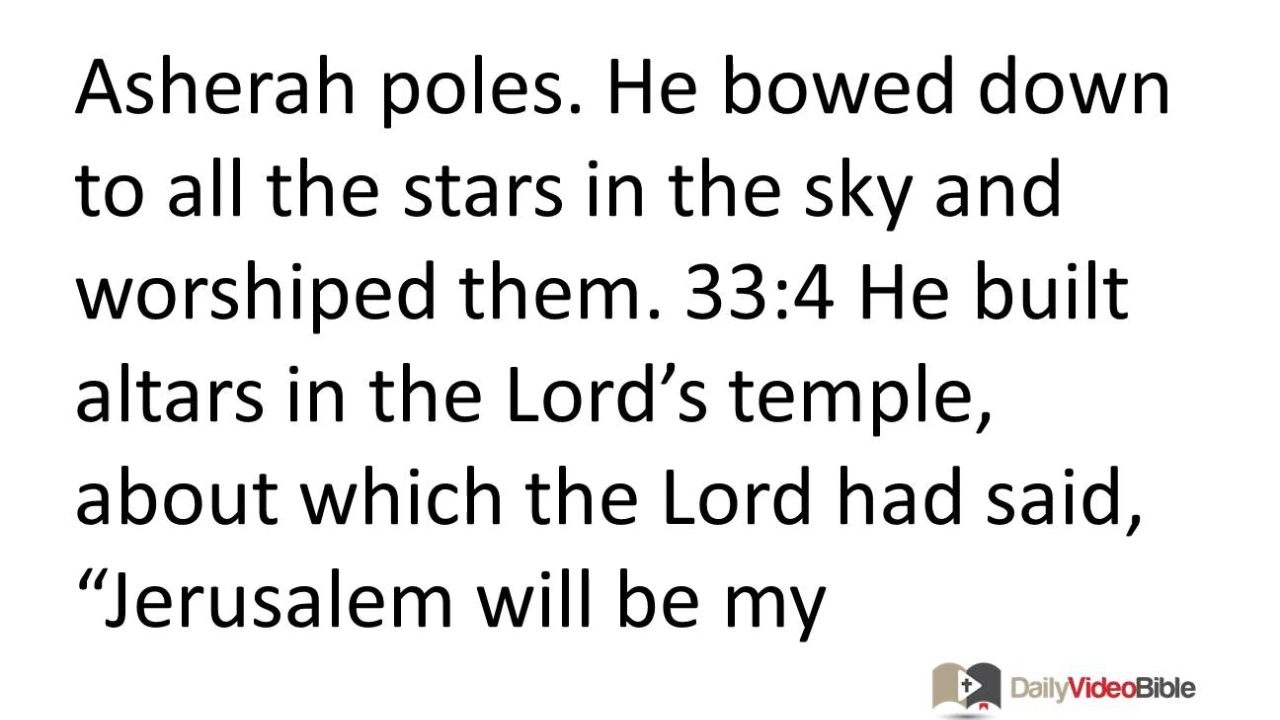 Asherah poles. He bowed down
to all the stars in the sky and
worshiped them. 33:4 He built
altars in the Lord’s temple,
about which the Lord had said,
“Jerusalem will be my
DailyVideoBible